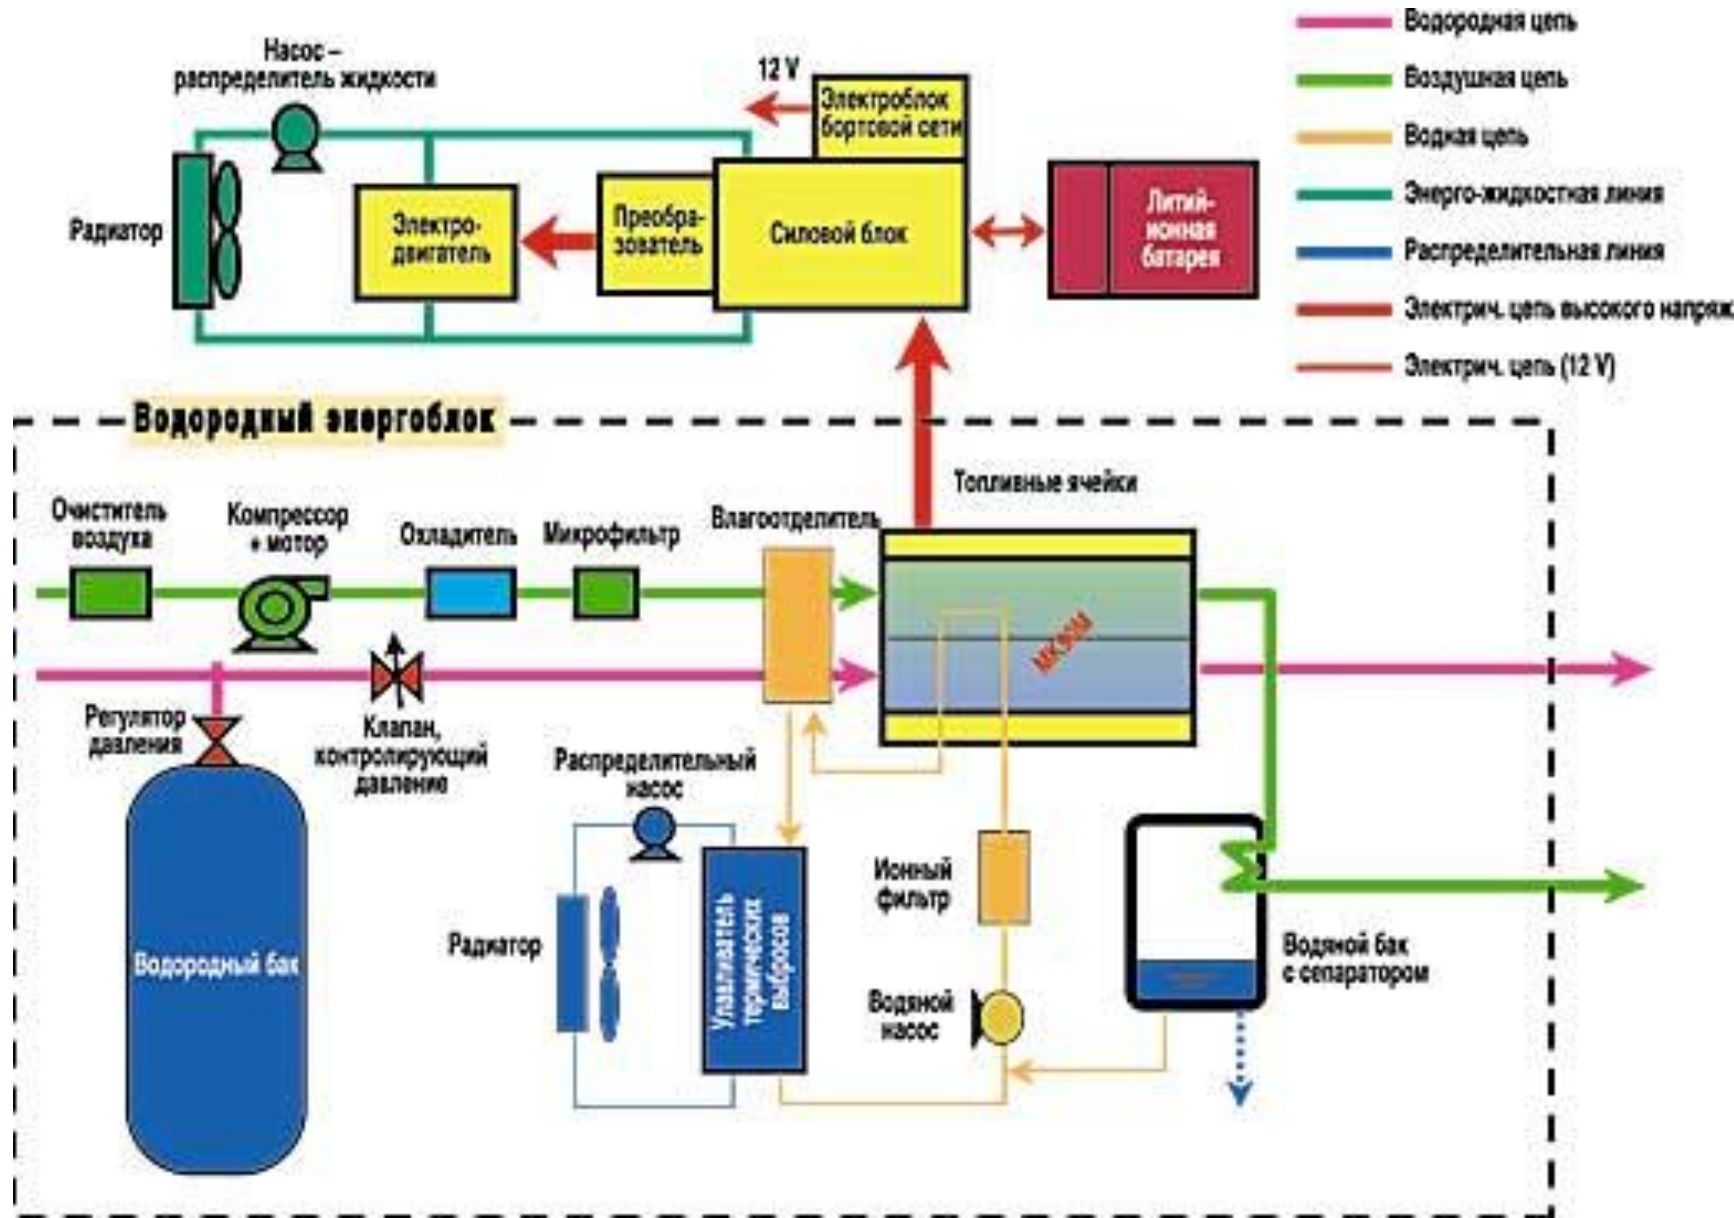 Насос –
распределитель жидкости
12 V
Электроблок
бортовой сети
Радиатор
Электро-
двигатель
Преобра-
зователь
Силовой блок
Литий-
ионная
батарея
Водородная цепь
Воздушная цепь
Водная цепь
Энерго-жидкостная линия
Распределительная линия
Электрич. цепь высокого напряж.
Электрич. цепь (12 V)
Водородный энергоблок
Очиститель
воздуха
Компрессор
+ мотор
Охладитель
Микрофильтр
Влагоотделитель
Топливные ячейки
Регулятор
давления
Клапан,
контролирующий
давление
Распределительный
насос
Водородный бак
Радиатор
Улавливатель
термических
выбросов
Ионный
фильтр
Водяной
насос
Водяной бак
с сепаратором